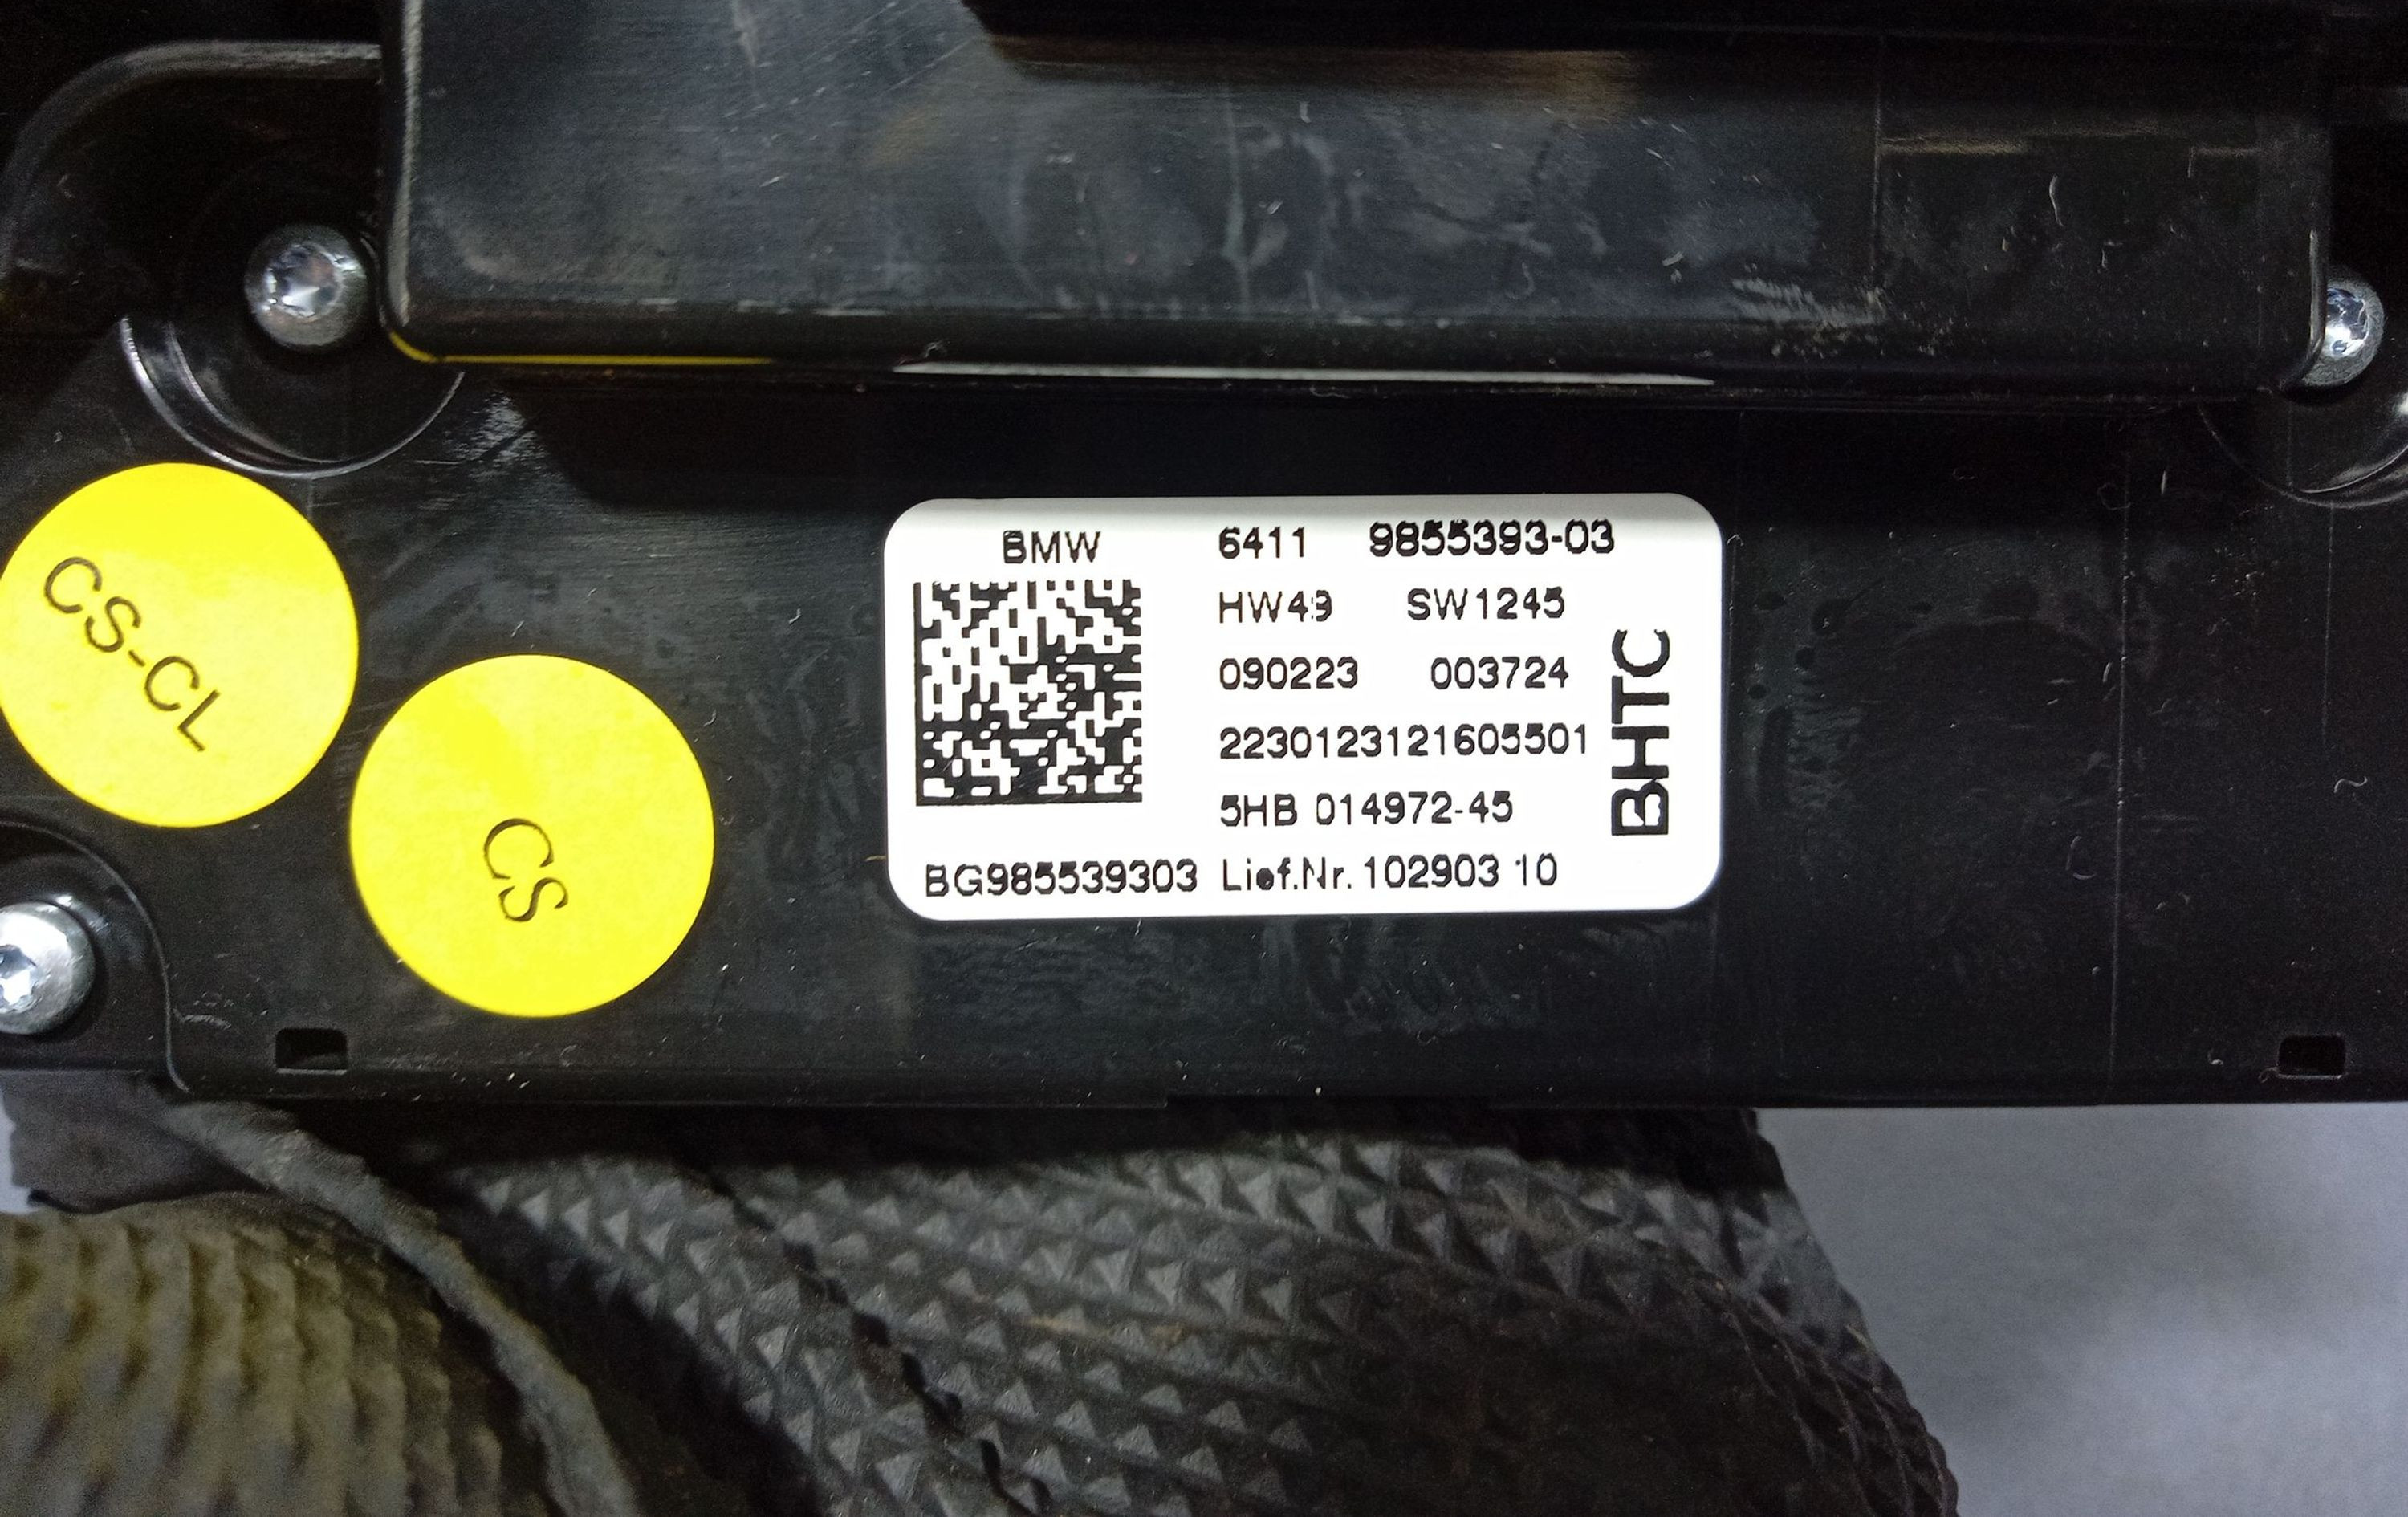 CS-CL
CS
BMW 6411 9855393-03
HW49 SW1245
090223 003724
2230123121605501
5HB 014972-45
BG985539303 Lief.Nr. 102903 10
BHTC